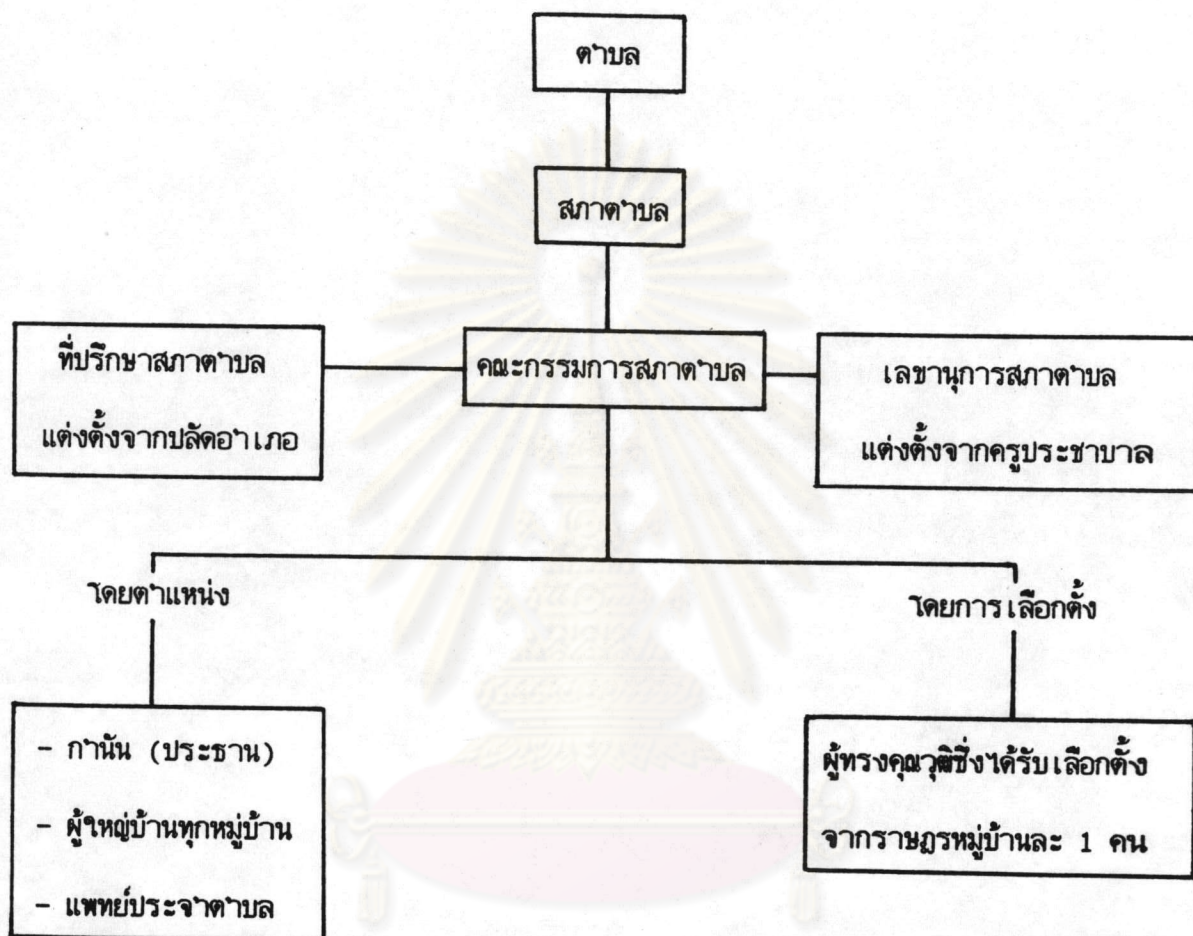 ตำบล
สภาตำบล
ที่ปรึกษาสภาตำบล
แต่งตั้งจากปลัดอำเภอ
คณะกรรมการสภาตำบล
เลขานุการสภาตำบล
แต่งตั้งจากครูประชาบาล
โดยตำแหน่ง
โดยการเลือกตั้ง
- กำนัน (ประธาน)
- ผู้ใหญ่บ้านทุกหมู่บ้าน
- แพทย์ประจำตำบล
ผู้ทรงคุณวุฒิซึ่งได้รับเลือกตั้ง
จากราษฎรหมู่บ้านละ 1 คน